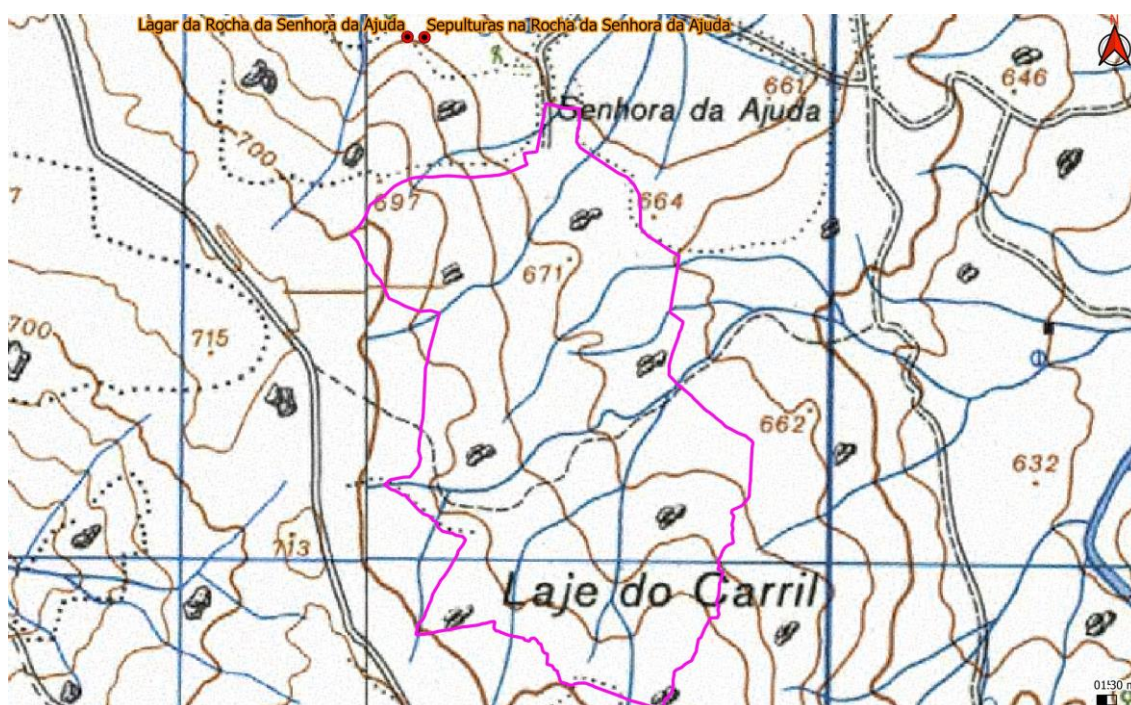 Lagar da Rocha da Senhora da Ajuda
Sepulturas na Rocha da Senhora da Ajuda
N
661
646
Senhora da Ajuda
700
697
664
671
700
715
662
632
713
Laje do Carril